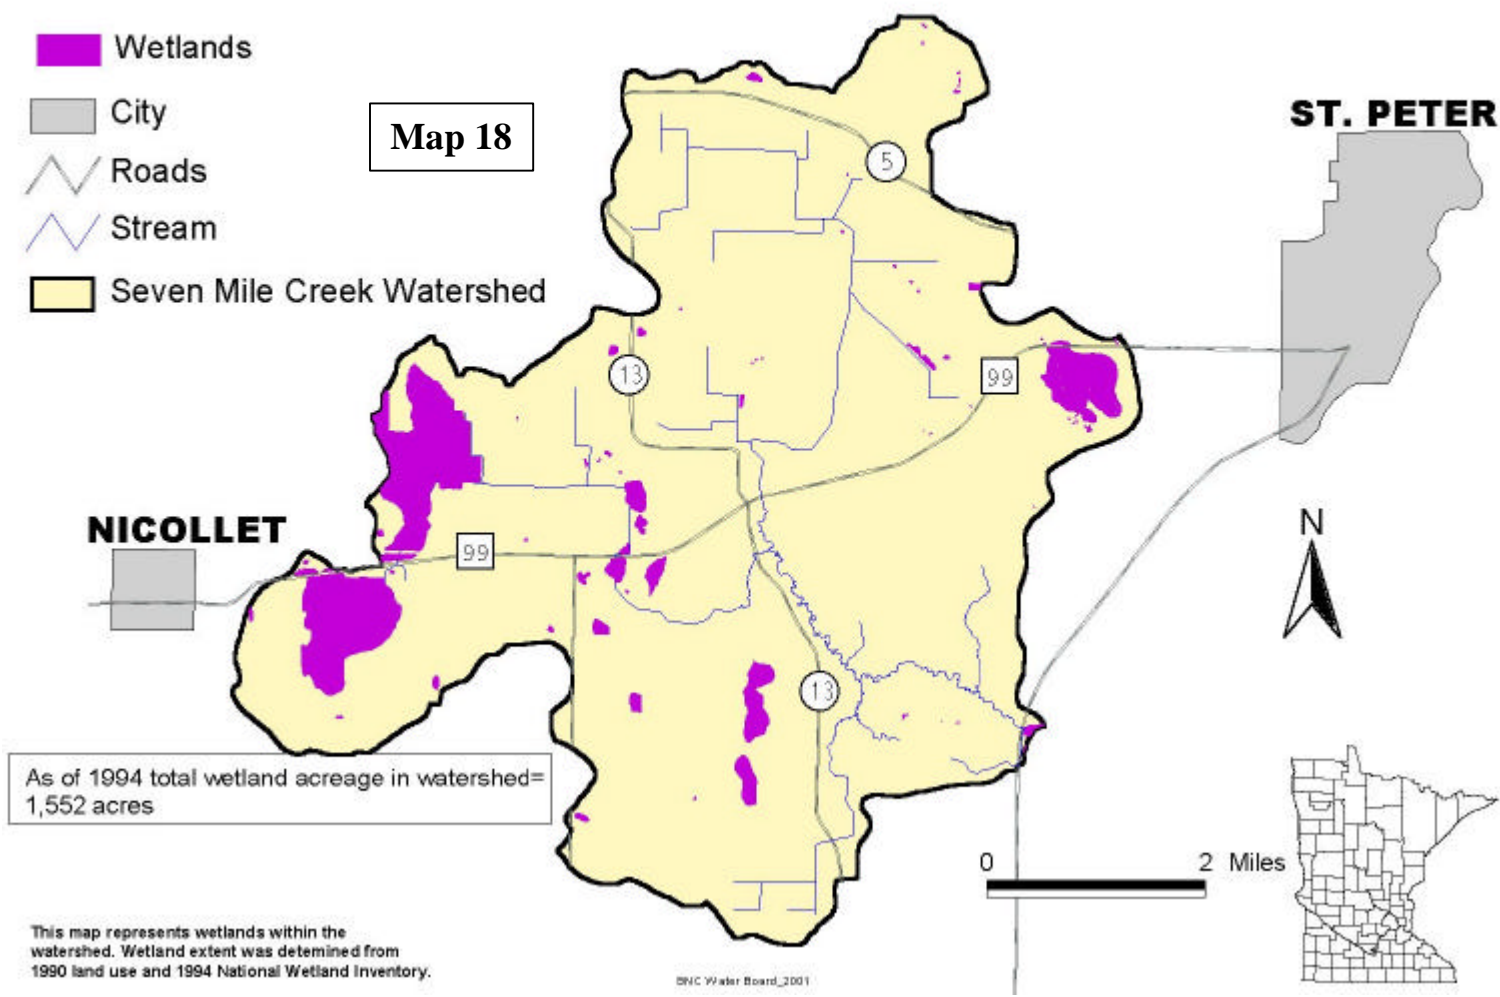 Wetlands
City
Roads
Stream
Seven Mile Creek Watershed
Map 18
ST. PETER
5
13
99
NICOLLET
99
13
N
As of 1994 total wetland acreage in watershed=
1,552 acres
0 2 Miles
This map represents wetlands within the
watershed. Wetland extent was detemined from
1990 land use and 1994 National Wetland Inventory.
BNC Water Board_2001